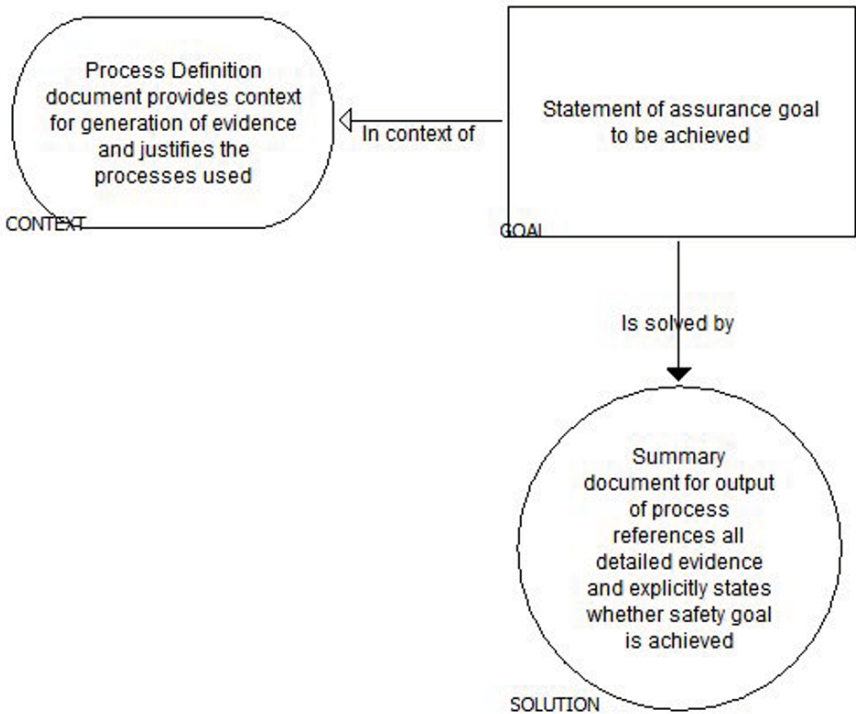 Process Definition
document provides context
for generation of evidence
and justifies the
processes used
CONTEXT
In context of
Statement of assurance goal
to be achieved
GOAL
Is solved by
Summary
document for output
of process
references all
detailed evidence
and explicitly states
whether safety goal
is achieved
SOLUTION